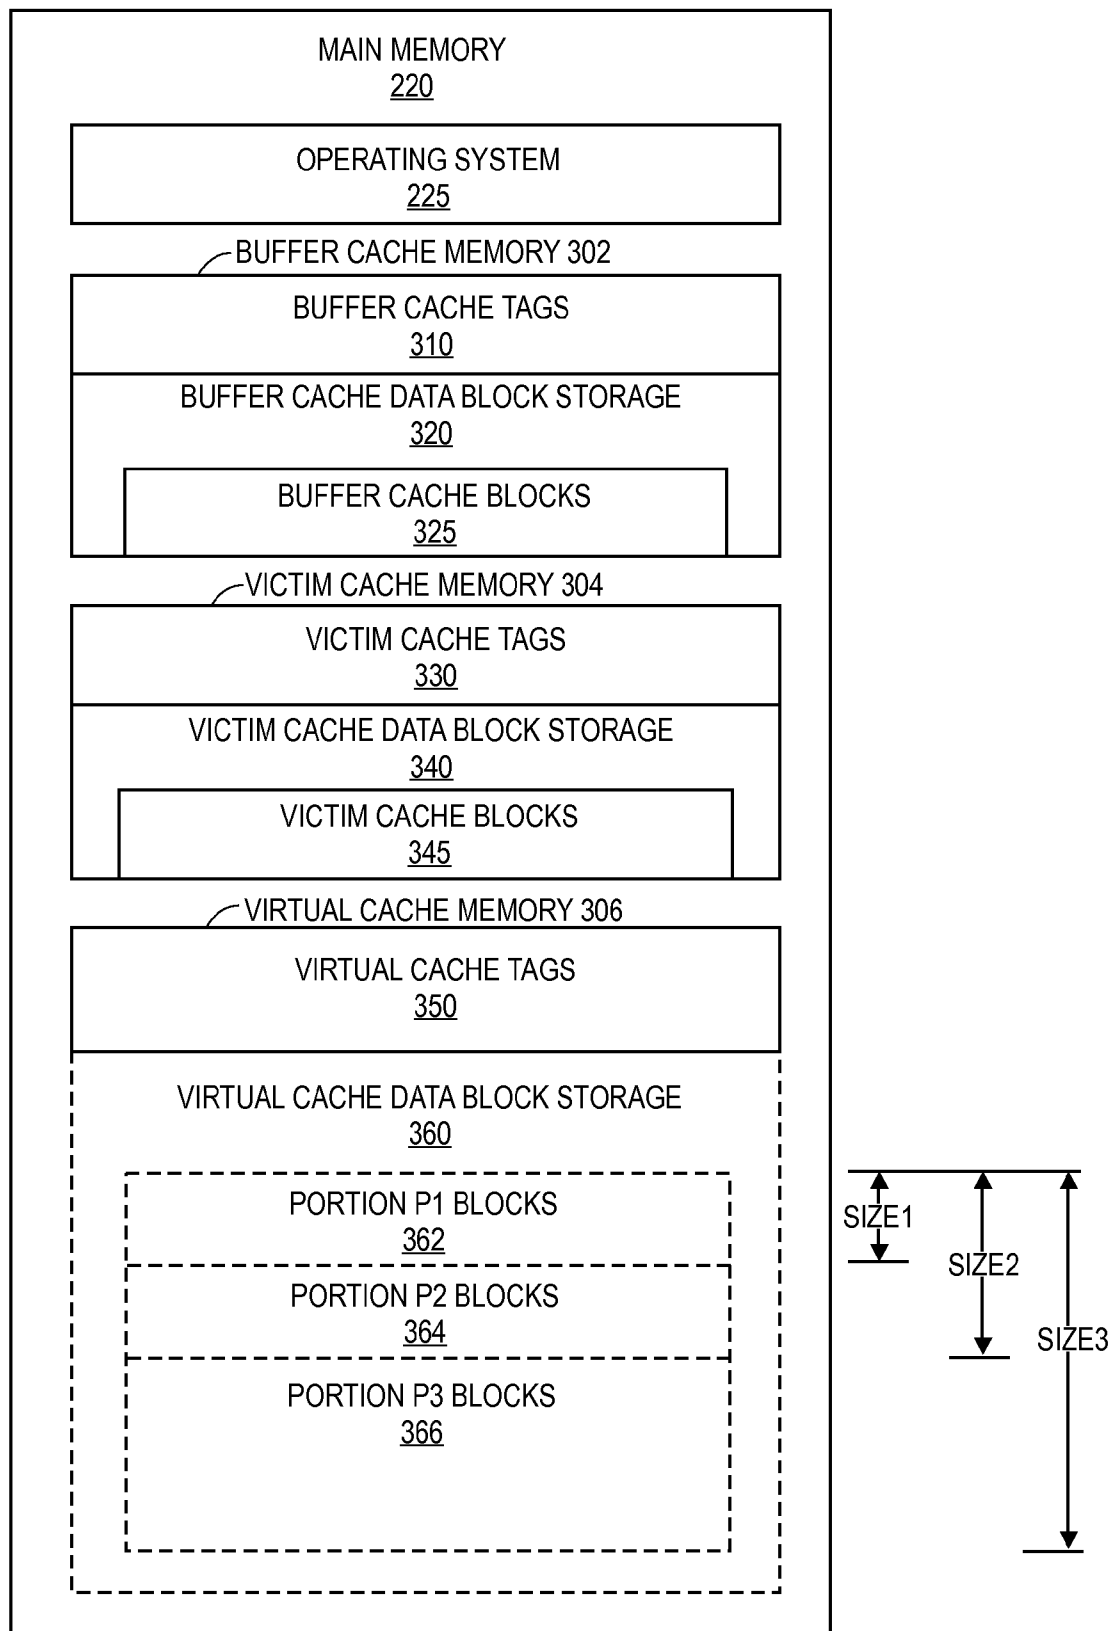 MAIN MEMORY
220
OPERATING SYSTEM
225
BUFFER CACHE MEMORY 302
BUFFER CACHE TAGS
310
BUFFER CACHE DATA BLOCK STORAGE
320
BUFFER CACHE BLOCKS
325
VICTIM CACHE MEMORY 304
VICTIM CACHE TAGS
330
VICTIM CACHE DATA BLOCK STORAGE
340
VICTIM CACHE BLOCKS
345
VIRTUAL CACHE MEMORY 306
VIRTUAL CACHE TAGS
350
VIRTUAL CACHE DATA BLOCK STORAGE
360
PORTION P1 BLOCKS
362
PORTION P2 BLOCKS
364
PORTION P3 BLOCKS
366
SIZE1
SIZE2
SIZE3